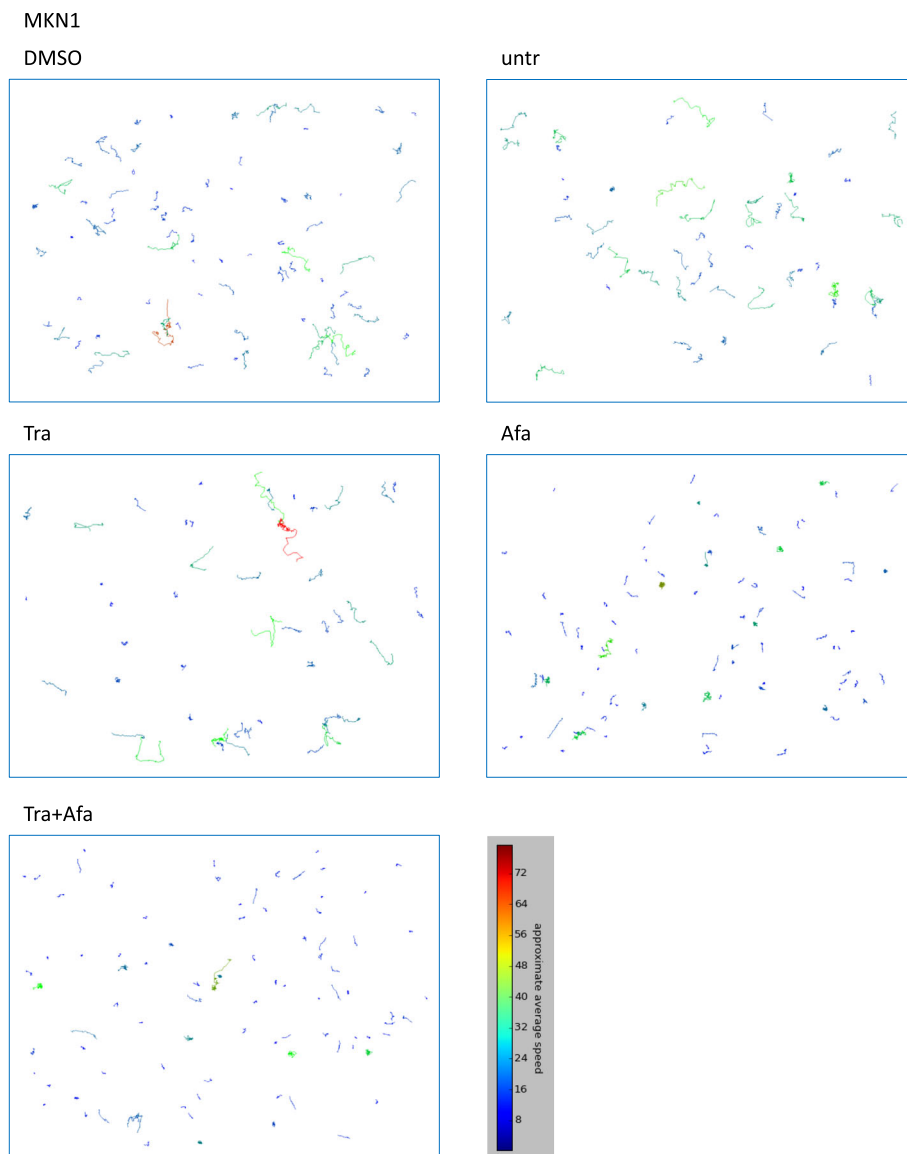 MKN1
DMSO
untr
Tra
Afa
Tra+Afa
72
64
56
48
40
32
24
16
8
approximate average speed